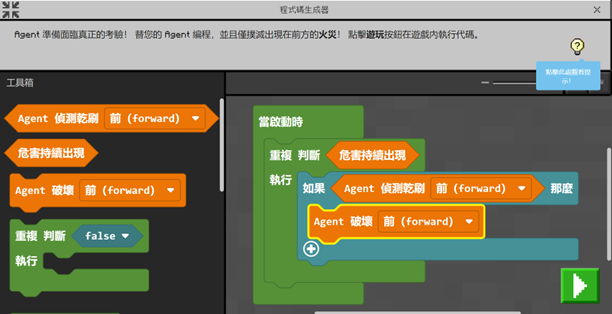 程式碼生成器
Agent 準備面臨真正的考驗！ 替您的 Agent 編程，並且僅撲滅出現在前方的火災！ 點擊遊玩按鈕在遊戲內執行代碼。
點擊此處觀看提示！
工具箱
Agent 偵測乾刷 前 (forward)
危害持續出現
Agent 破壞 前 (forward)
重複 判斷 false
執行
當啟動時
重複 判斷 危害持續出現
執行 如果 Agent 偵測乾刷 前 (forward) 那麼
Agent 破壞 前 (forward)